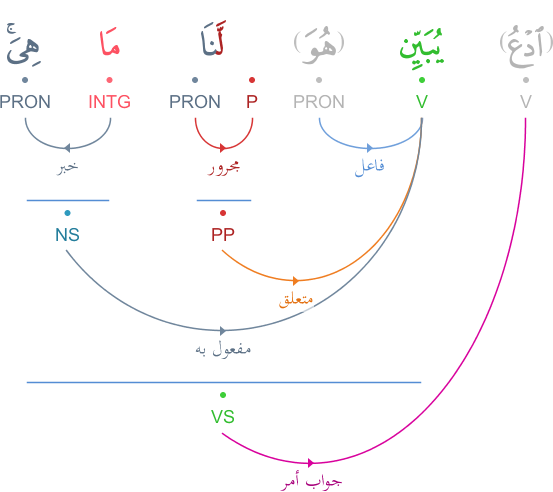 (ٱدْعُ) يُبَيِّن (هُوَ) لَّنَا مَا هِىَۚ
V V PRON P PRON INTG PRON
فاعل مجرور خبر
PP NS
متعلق
مفعول به
VS
جواب أمر